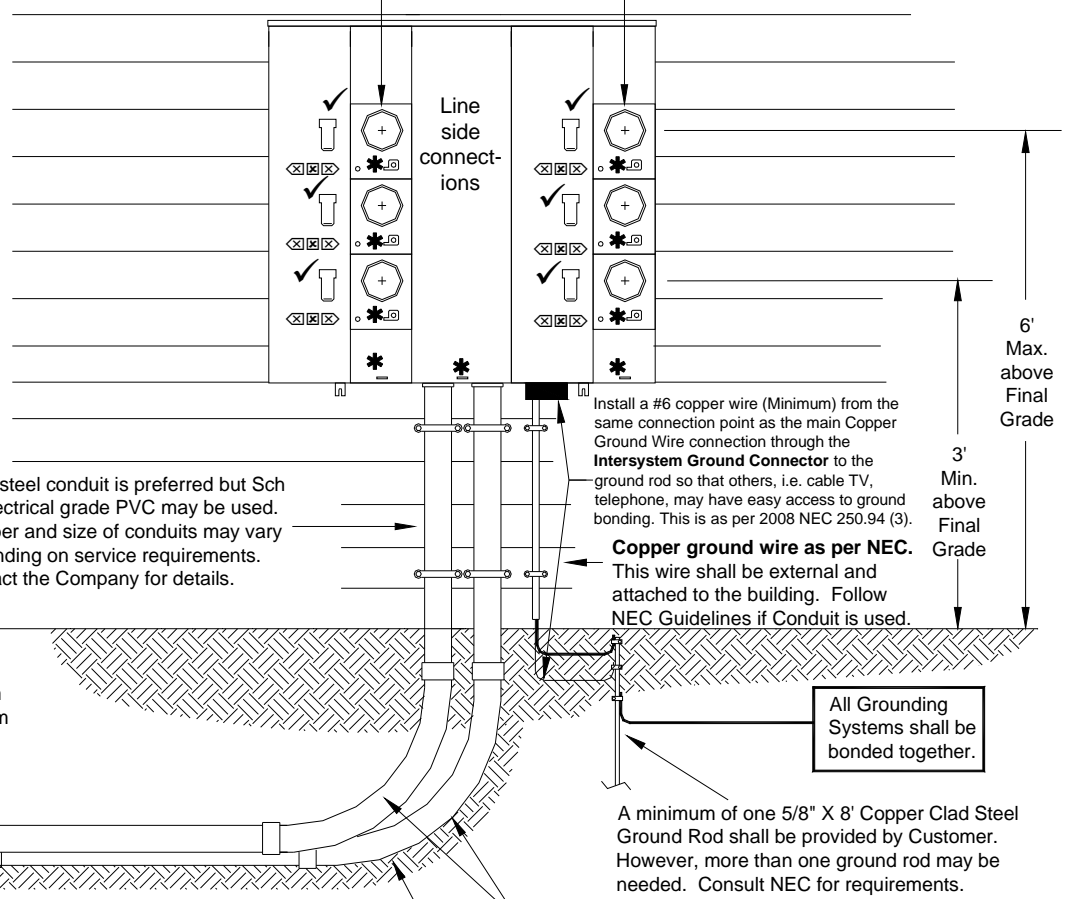 Line
side
connect-
ions
6'
Max.
above
Final
Grade
3'
Min.
above
Final
Grade
Install a #6 copper wire (Minimum) from the
same connection point as the main Copper
Ground Wire connection through the
Intersystem Ground Connector to the
ground rod so that others, i.e. cable TV,
telephone, may have easy access to ground
bonding. This is as per 2008 NEC 250.94 (3).
steel conduit is preferred but Sch
ectrical grade PVC may be used.
er and size of conduits may vary
nding on service requirements.
act the Company for details.
Copper ground wire as per NEC.
This wire shall be external and
attached to the building. Follow
NEC Guidelines if Conduit is used.
All Grounding
Systems shall be
bonded together.
A minimum of one 5/8" X 8' Copper Clad Steel
Ground Rod shall be provided by Customer.
However, more than one ground rod may be
needed. Consult NEC for requirements.